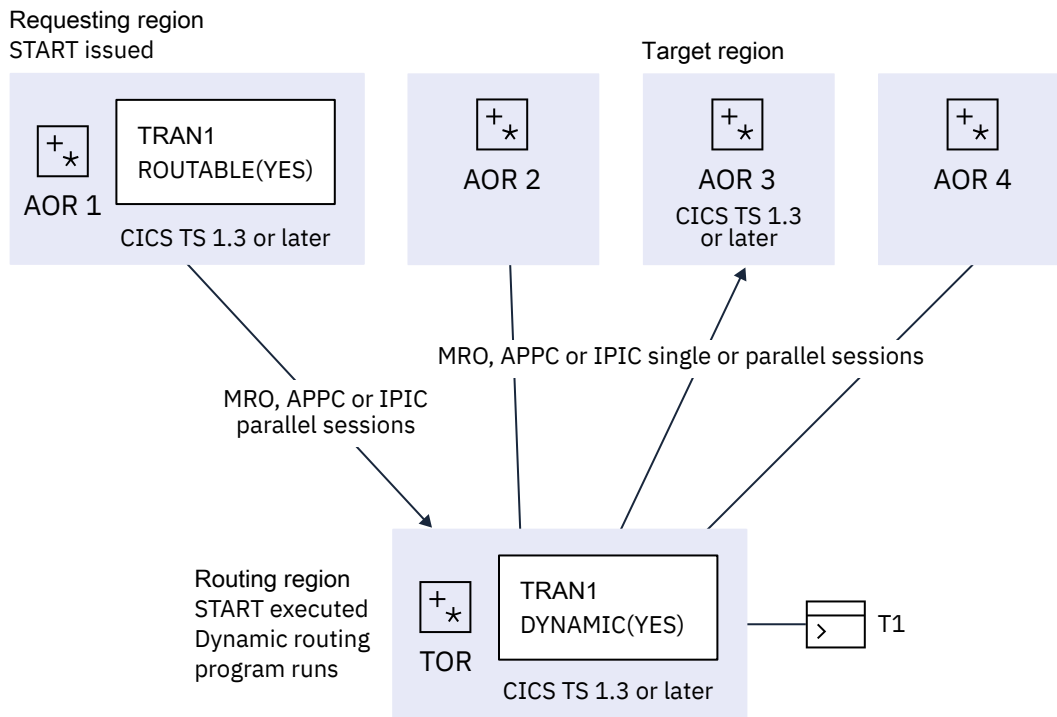 Requesting region
START issued
Target region
TRAN1
ROUTABLE(YES)
AOR 1
CICS TS 1.3 or later
AOR 2
AOR 3
CICS TS 1.3
or later
AOR 4
MRO, APPC or IPIC single or parallel sessions
MRO, APPC or IPIC
parallel sessions
Routing region
START executed
Dynamic routing
program runs
TOR
TRAN1
DYNAMIC(YES)
CICS TS 1.3 or later
T1